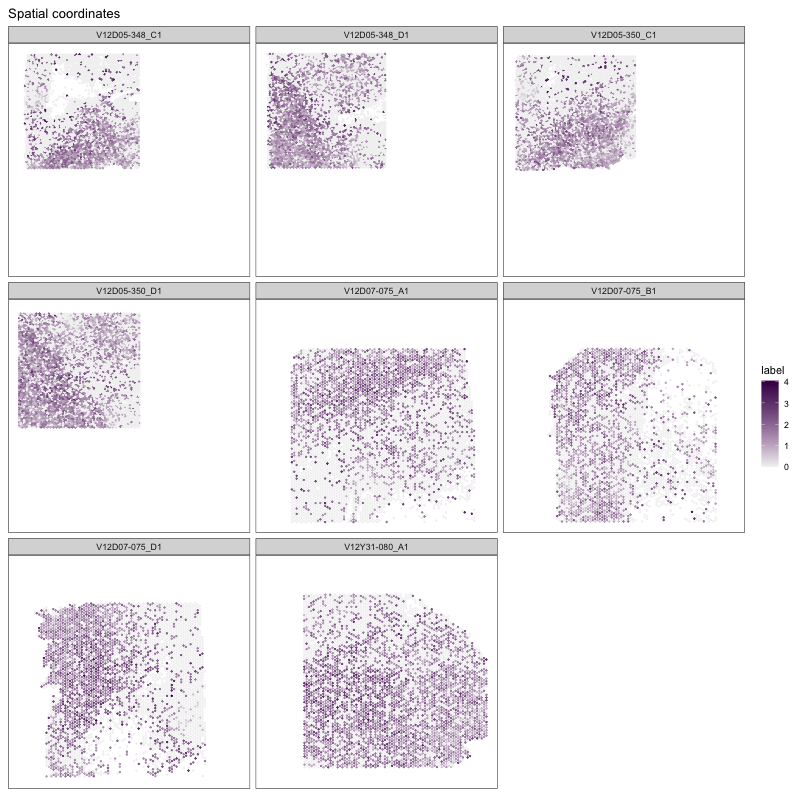 Spatial coordinates
V12D05-348_C1
V12D05-348_D1
V12D05-350_C1
V12D05-350_D1
V12D07-075_A1
V12D07-075_B1
V12D07-075_D1
V12Y31-080_A1
label
4
3
2
1
0